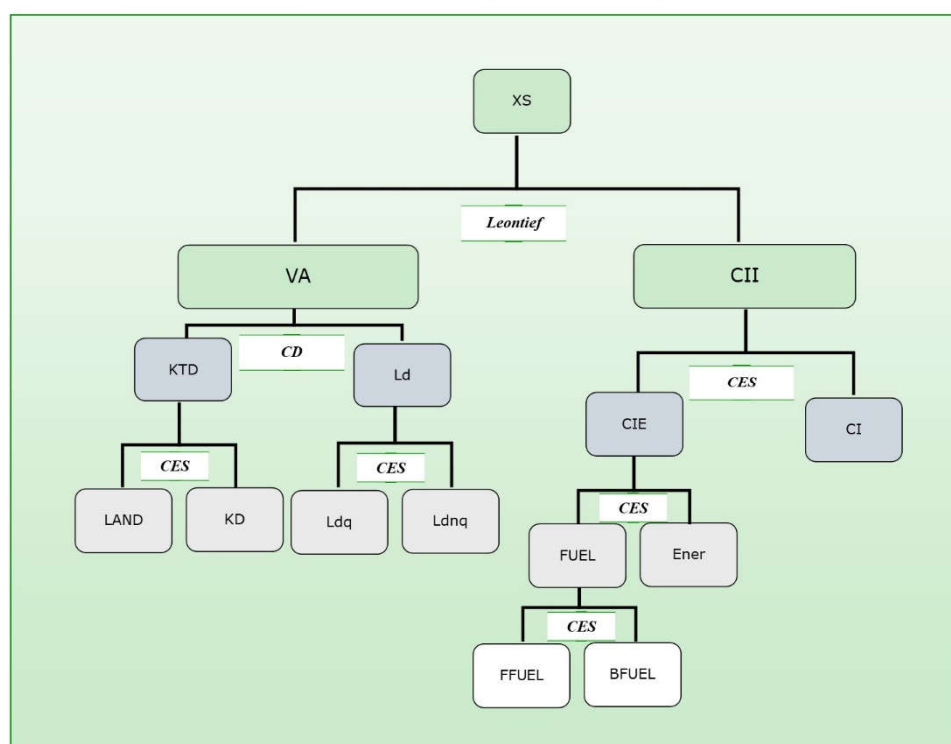 XS
Leontief
VA
CII
CD
KTD
Ld
CES
CIE
CI
CES
CES
LAND
KD
Ldq
Ldnq
CES
FUEL
Ener
CES
FFUEL
BFUEL